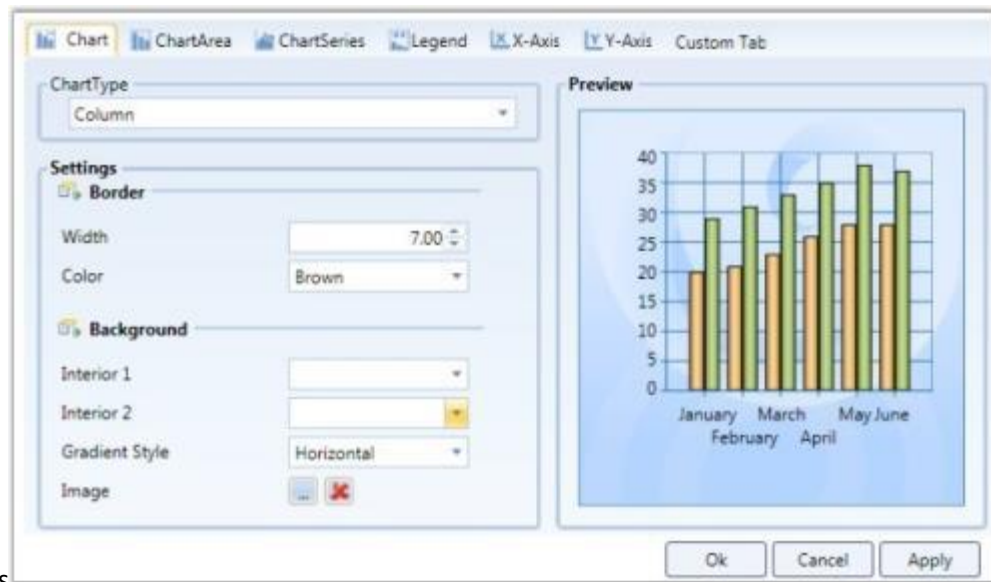 Chart ChartArea ChartSeries Legend X-Axis Y-Axis Custom Tab
ChartType
Column
Settings
Border
Width 7.00
Color Brown
Background
Interior 1
Interior 2
Gradient Style Horizontal
Image ...
Preview
40
35
30
25
20
15
10
5
0
January March May June
February April
Ok Cancel Apply
s